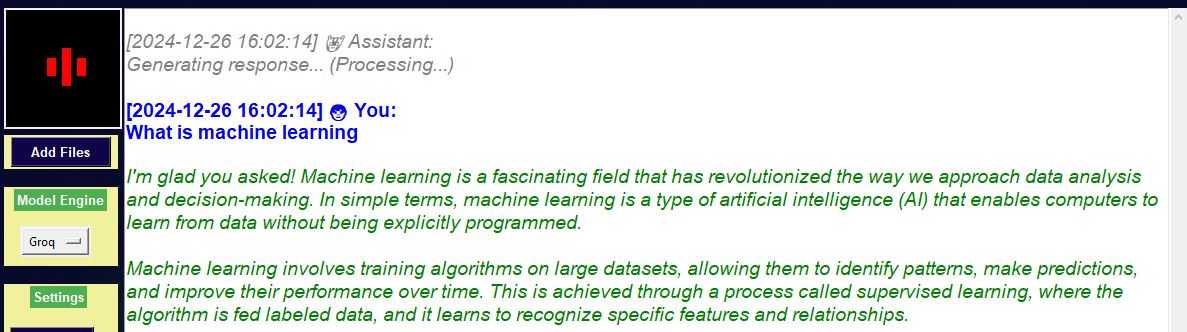 [2024-12-26 16:02:14] 😈 Assistant:
Generating response... (Processing...)
[2024-12-26 16:02:14] You:
What is machine learning
I'm glad you asked! Machine learning is a fascinating field that has revolutionized the way we approach data analysis
and decision-making. In simple terms, machine learning is a type of artificial intelligence (AI) that enables computers to
learn from data without being explicitly programmed.
Machine learning involves training algorithms on large datasets, allowing them to identify patterns, make predictions,
and improve their performance over time. This is achieved through a process called supervised learning, where the
algorithm is fed labeled data, and it learns to recognize specific features and relationships.
Add Files
Model Engine
Groq
Settings